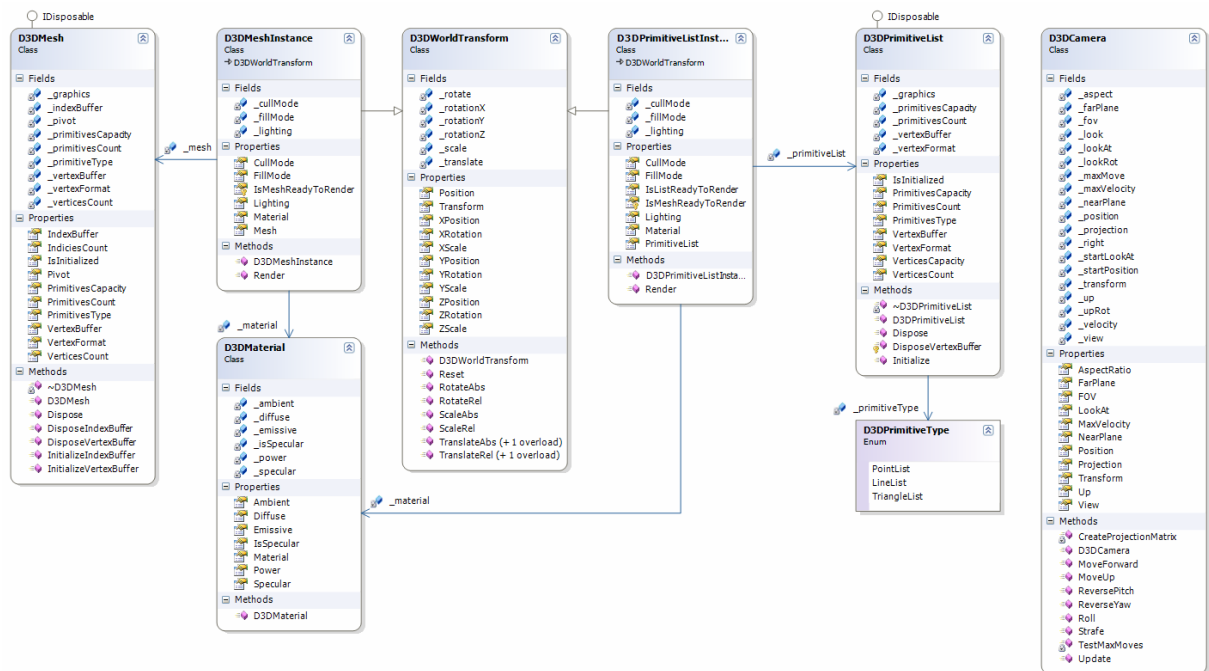 IDisposable
D3DMesh
Class
Fields
_graphics
_indexBuffer
_pivot
_primitivesCapacity
_primitivesCount
_primitiveType
_vertexBuffer
_vertexFormat
_verticesCount
Properties
IndexBuffer
IndiciesCount
IsInitialized
Pivot
PrimitivesCapacity
PrimitivesCount
PrimitivesType
VertexBuffer
VertexFormat
VerticesCount
Methods
~D3DMesh
D3DMesh
Dispose
DisposeIndexBuffer
DisposeVertexBuffer
InitializeIndexBuffer
InitializeVertexBuffer
_mesh
D3DMeshInstance
Class
D3DWorldTransform
Fields
_cullMode
_fillMode
_lighting
Properties
CullMode
FillMode
IsMeshReadyToRender
Lighting
Material
Mesh
Methods
D3DMeshInstance
Render
_material
D3DMaterial
Class
Fields
_ambient
_diffuse
_emissive
_isSpecular
_power
_specular
Properties
Ambient
Diffuse
Emissive
IsSpecular
Material
Power
Specular
Methods
D3DMaterial
D3DWorldTransform
Class
Fields
_rotate
_rotationX
_rotationY
_rotationZ
_scale
_translate
Properties
Position
Transform
XPosition
XRotation
XScale
YPosition
YRotation
YScale
ZPosition
ZRotation
ZScale
Methods
D3DWorldTransform
Reset
RotateAbs
RotateRel
ScaleAbs
ScaleRel
TranslateAbs (+ 1 overload)
TranslateRel (+ 1 overload)
_material
D3DPrimitiveListInst...
Class
D3DWorldTransform
Fields
_cullMode
_fillMode
_lighting
Properties
CullMode
FillMode
IsListReadyToRender
IsMeshReadyToRender
Lighting
Material
PrimitiveList
Methods
D3DPrimitiveListInsta...
Render
_primitiveList
IDisposable
D3DPrimitiveList
Class
Fields
_graphics
_primitivesCapacity
_primitivesCount
_vertexBuffer
_vertexFormat
Properties
IsInitialized
PrimitivesCapacity
PrimitivesCount
PrimitivesType
VertexBuffer
VertexFormat
VerticesCapacity
VerticesCount
Methods
~D3DPrimitiveList
D3DPrimitiveList
Dispose
DisposeVertexBuffer
Initialize
_primitiveType
D3DPrimitiveType
Enum
PointList
LineList
TriangleList
D3DCamera
Class
Fields
_aspect
_farPlane
_fov
_look
_lookAt
_lookRot
_maxMove
_maxVelocity
_nearPlane
_position
_projection
_right
_startLookAt
_startPosition
_transform
_up
_upRot
_velocity
_view
Properties
AspectRatio
FarPlane
FOV
LookAt
MaxVelocity
NearPlane
Position
Projection
Transform
Up
View
Methods
CreateProjectionMatrix
D3DCamera
MoveForward
MoveUp
ReversePitch
ReverseYaw
Roll
Strafe
TestMaxMoves
Update